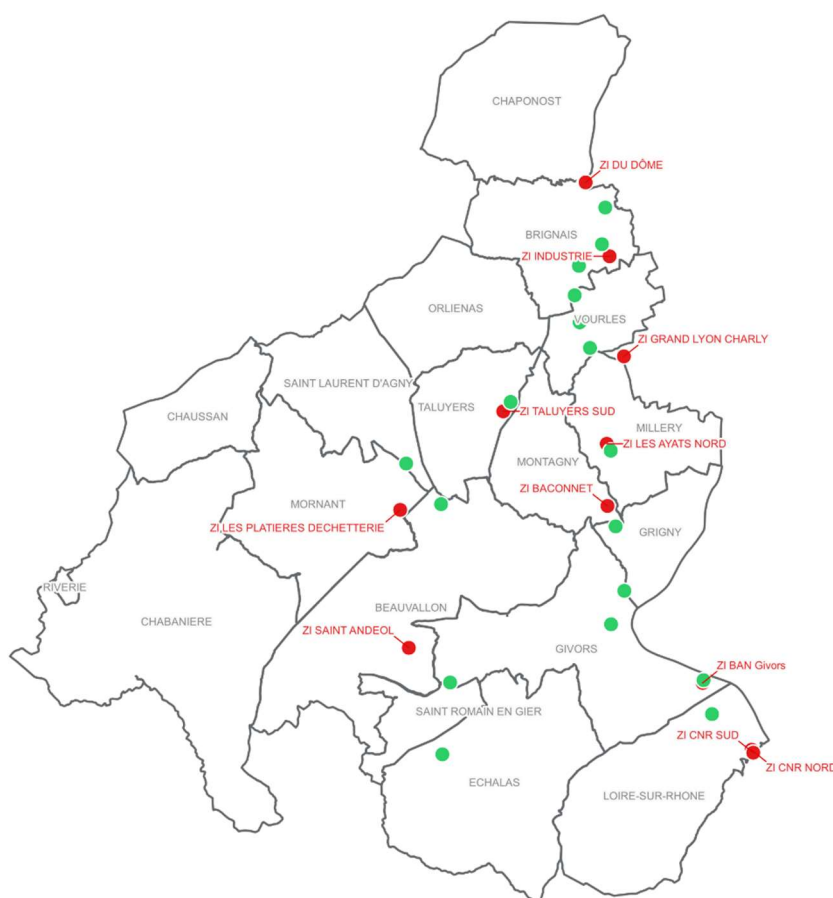 CHAPONOST
ZI DU DÔME
BRIGNAIS
ZI INDUSTRIE
ORLIENAS
VOURLES
ZI GRAND LYON CHARLY
SAINT LAURENT D'AGNY
TALUYERS
ZI TALUYERS SUD
CHAUSSAN
MILLERY
ZI LES AYATS NORD
MONTAGNY
ZI BACONNET
MORNANT
ZI LES PLATIERES DECHETTERIE
GRIGNY
RIVERIE
CHABANIERE
BEAUVALLON
ZI SAINT ANDEOL
GIVORS
ZI BAN Givors
SAINT ROMAIN EN GIER
ZI CNR SUD
ZI CNR NORD
ECHALAS
LOIRE-SUR-RHONE